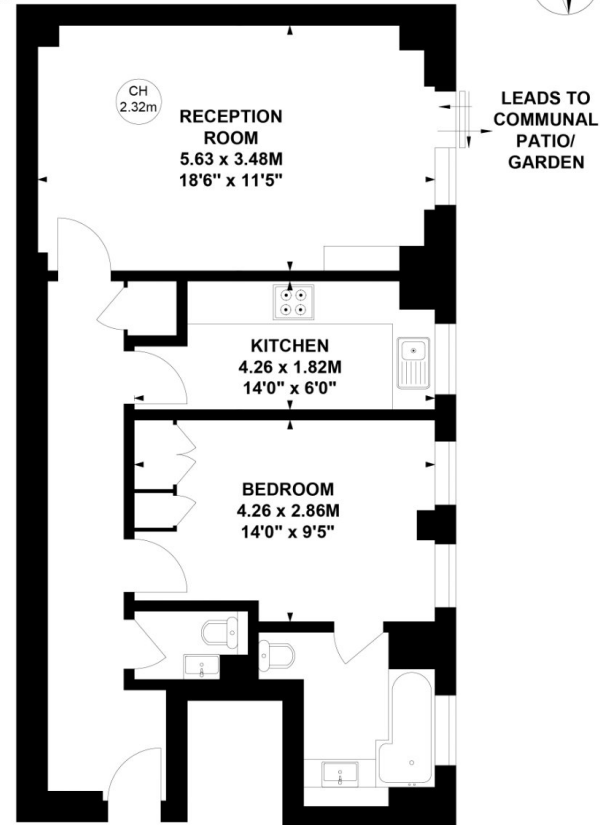 CH
2.32m
RECEPTION
ROOM
5.63 x 3.48M
18'6" x 11'5"
LEADS TO
COMMUNAL
PATIO/
GARDEN
KITCHEN
4.26 x 1.82M
14'0" x 6'0"
BEDROOM
4.26 x 2.86M
14'0" x 9'5"